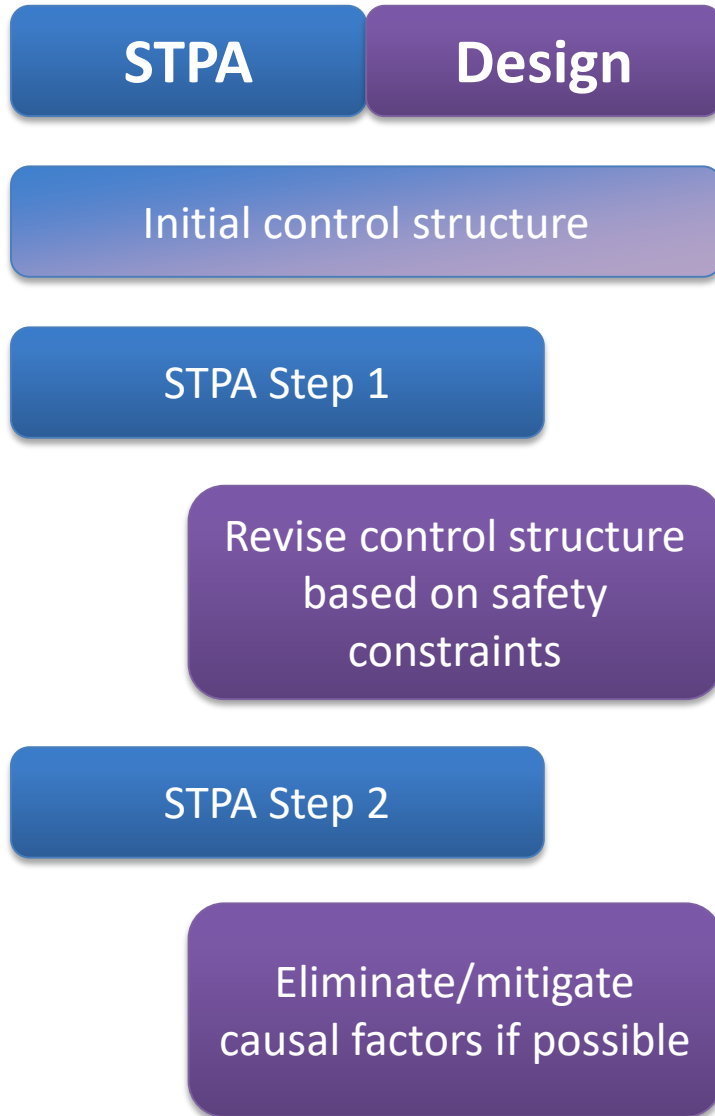 STPA
Design
Initial control structure
STPA Step 1
Revise control structure
based on safety
constraints
STPA Step 2
Eliminate/mitigate
causal factors if possible